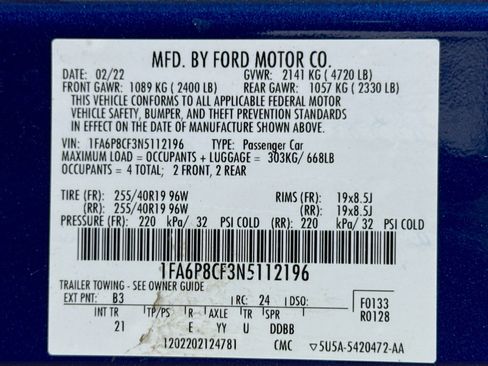 MFD. BY FORD MOTOR CO.
DATE: 02/22 GVWR: 2141 KG ( 4720 LB)
FRONT GAWR: 1089 KG ( 2400 LB) REAR GAWR: 1057 KG ( 2330 LB)
THIS VEHICLE CONFORMS TO ALL APPLICABLE FEDERAL MOTOR
VEHICLE SAFETY, BUMPER, AND THEFT PREVENTION STANDARDS
IN EFFECT ON THE DATE OF MANUFACTURE SHOWN ABOVE.
VIN: 1FA6P8CF3N5112196 TYPE: Passenger Car
MAXIMUM LOAD = OCCUPANTS + LUGGAGE = 303KG/ 668LB
OCCUPANTS = 4 TOTAL; 2 FRONT, 2 REAR
TIRE (FR): 255/40R19 96W RIMS (FR): 19x8.5J
(RR): 255/40R19 96W (RR): 19x8.5J
PRESSURE (FR): 220 kPa/ 32 PSI COLD (RR): 220 kPa/ 32 PSI COLD
1FA6P8CF3N5112196
TRAILER TOWING - SEE OWNER GUIDE
EXT PNT: B3 RC: 24 DSO: F0133
INT TR TP/PS R AXLE TR SPR R0128
21 E YY U DDBB
1202202124781 CMC ▽5U5A-5420472-AA